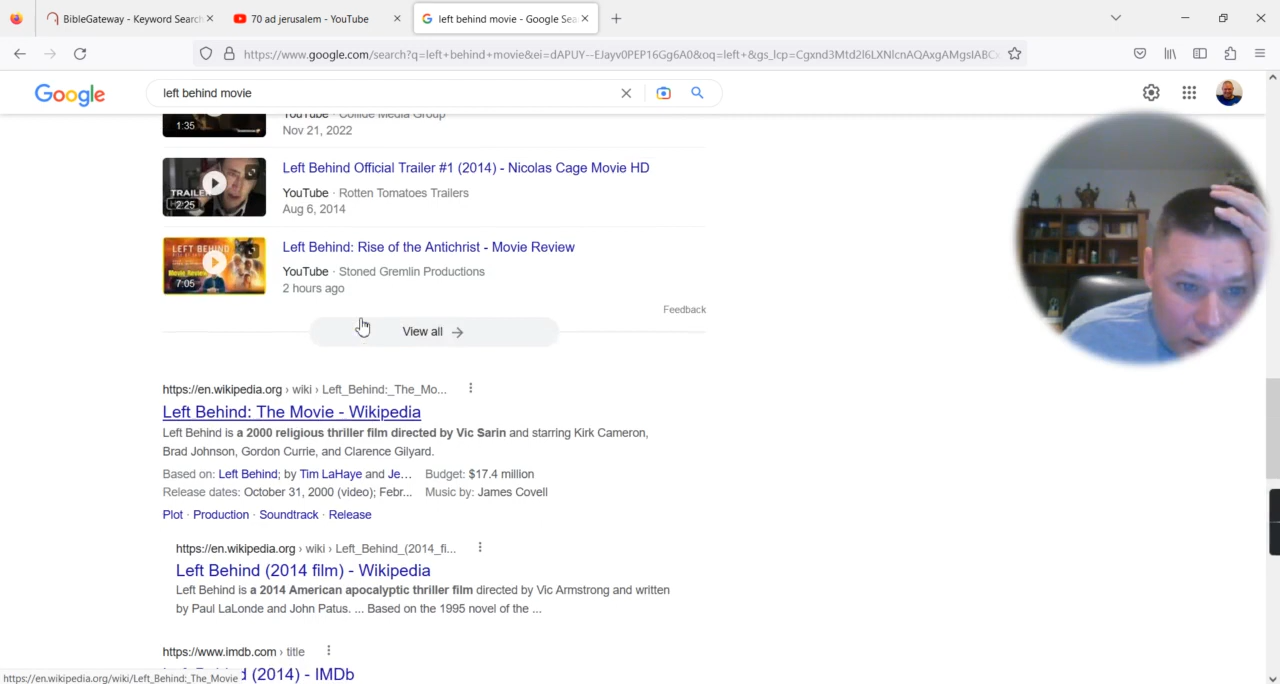 BibleGateway - Keyword Search
70 ad jerusalem - YouTube
left behind movie - Google Sea
https://www.google.com/search?q=left+behind+movie&ei=
Google
left behind movie
1:35
YouTube · Collide Media Group
Nov 21, 2022
TRAILER
2:25
Left Behind Official Trailer #1 (2014) - Nicolas Cage Movie HD
YouTube · Rotten Tomatoes Trailers
Aug 6, 2014
LEFT BEHIND
Movie Review
7:05
Left Behind: Rise of the Antichrist - Movie Review
YouTube · Stoned Gremlin Productions
2 hours ago
Feedback
View all
https://en.wikipedia.org › wiki › Left_Behind:_The_Mo...
Left Behind: The Movie - Wikipedia
Left Behind is a 2000 religious thriller film directed by Vic Sarin and starring Kirk Cameron,
Brad Johnson, Gordon Currie, and Clarence Gilyard.
Based on: Left Behind; by Tim LaHaye and Je... Budget: $17.4 million
Release dates: October 31, 2000 (video); Febr... Music by: James Covell
Plot · Production · Soundtrack · Release
https://en.wikipedia.org › wiki › Left_Behind_(2014_fi...
Left Behind (2014 film) - Wikipedia
Left Behind is a 2014 American apocalyptic thriller film directed by Vic Armstrong and written
by Paul LaLonde and John Patus. ... Based on the 1995 novel of the ...
https://www.imdb.com › title
(2014) - IMDb
https://en.wikipedia.org/wiki/Left_Behind:_The_Movie